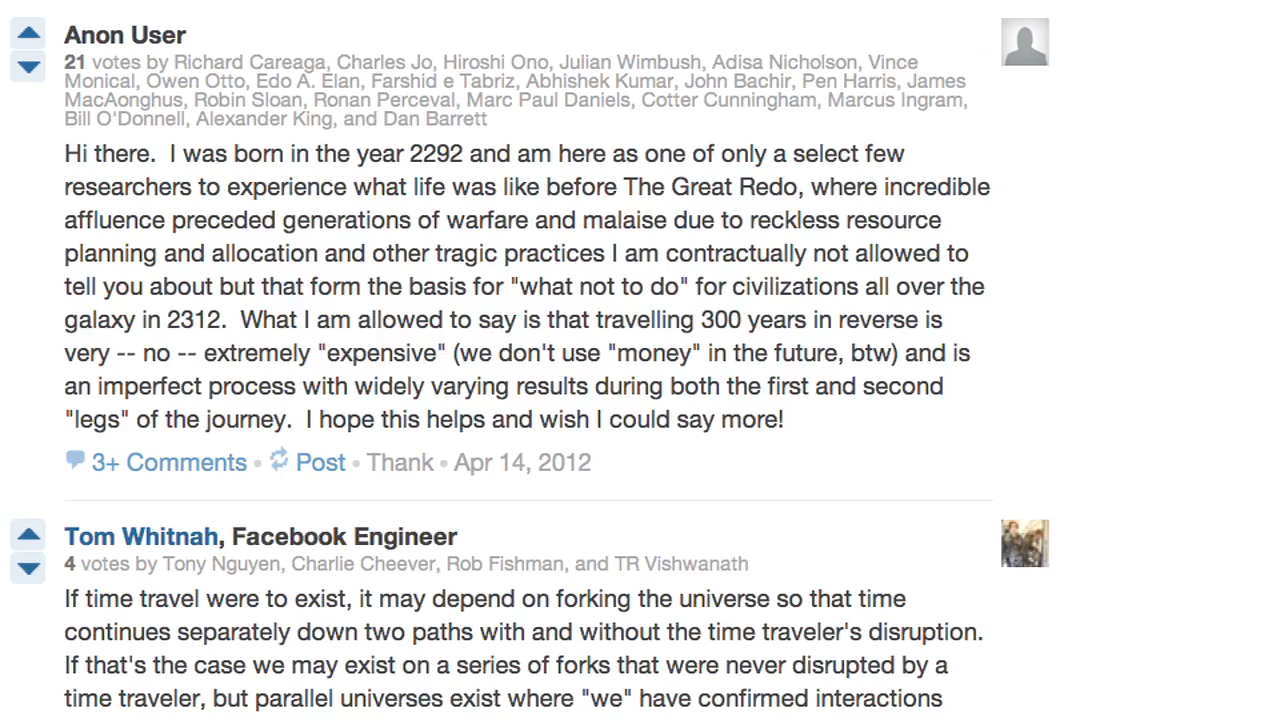 Anon User
21 votes by Richard Careaga, Charles Jo, Hiroshi Ono, Julian Wimbush, Adisa Nicholson, Vince
Monical, Owen Otto, Edo A. Elan, Farshid e Tabriz, Abhishek Kumar, John Bachir, Pen Harris, James
MacAonghus, Robin Sloan, Ronan Perceval, Marc Paul Daniels, Cotter Cunningham, Marcus Ingram,
Bill O'Donnell, Alexander King, and Dan Barrett
Hi there.  I was born in the year 2292 and am here as one of only a select few
researchers to experience what life was like before The Great Redo, where incredible
affluence preceded generations of warfare and malaise due to reckless resource
planning and allocation and other tragic practices I am contractually not allowed to
tell you about but that form the basis for "what not to do" for civilizations all over the
galaxy in 2312.  What I am allowed to say is that travelling 300 years in reverse is
very -- no -- extremely "expensive" (we don't use "money" in the future, btw) and is
an imperfect process with widely varying results during both the first and second
"legs" of the journey.  I hope this helps and wish I could say more!
3+ Comments • Post • Thank • Apr 14, 2012
Tom Whitnah, Facebook Engineer
4 votes by Tony Nguyen, Charlie Cheever, Rob Fishman, and TR Vishwanath
If time travel were to exist, it may depend on forking the universe so that time
continues separately down two paths with and without the time traveler's disruption.
If that's the case we may exist on a series of forks that were never disrupted by a
time traveler, but parallel universes exist where "we" have confirmed interactions